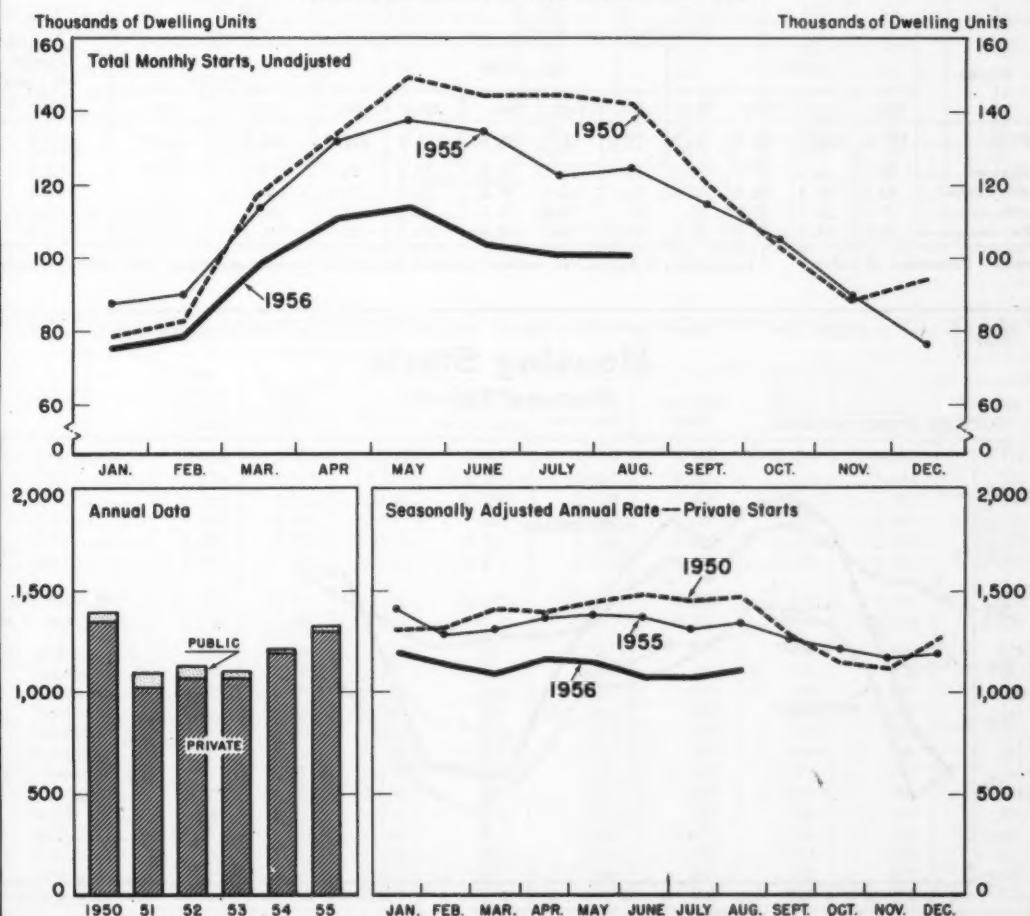 Thousands of Dwelling Units
Thousands of Dwelling Units
Total Monthly Starts, Unadjusted
160 160
140 140
120 120
100 100
80 80
60 60
0 0
1950
1955
1956
JAN. FEB. MAR. APR MAY JUNE JULY AUG. SEPT. OCT. NOV. DEC.
Annual Data
2,000
1,500
1,000
500
0
PUBLIC
PRIVATE
1950 51 52 53 54 55
Seasonally Adjusted Annual Rate—Private Starts
2,000
1,500
1,000
500
0
1950
1955
1956
JAN. FEB. MAR. APR. MAY JUNE JULY AUG. SEPT. OCT. NOV. DEC.